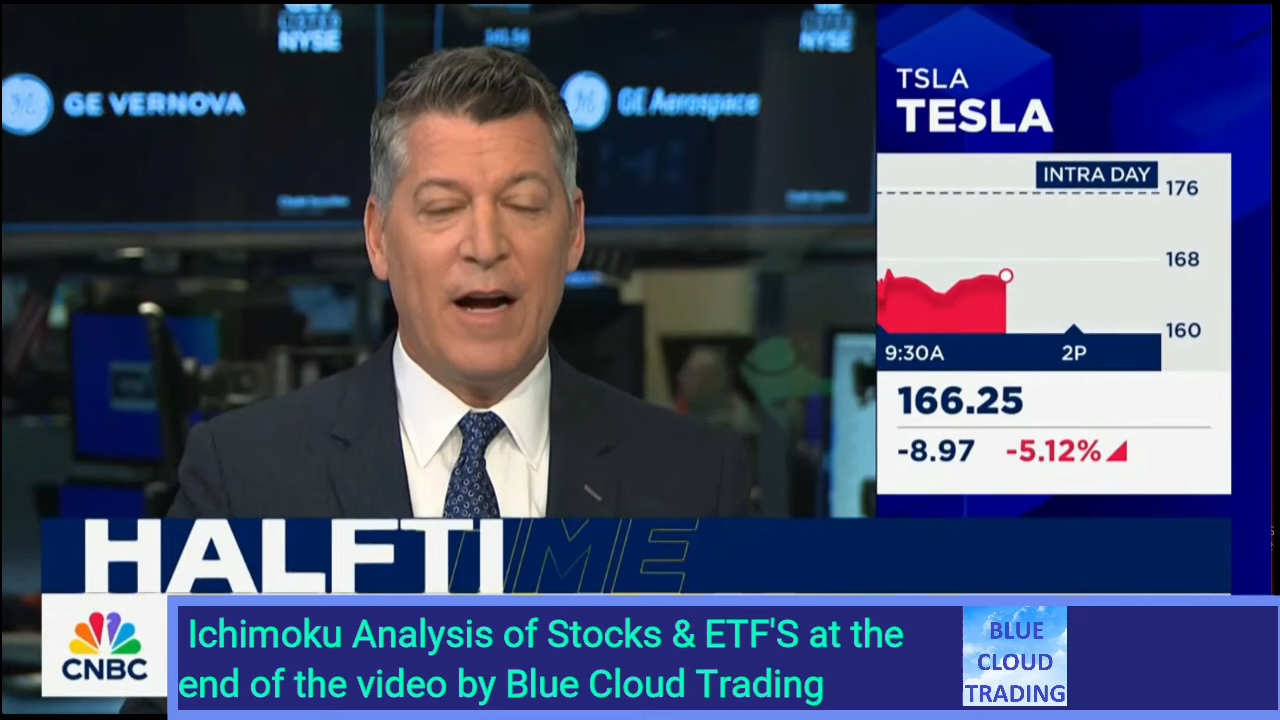 NYSE
NYSE
GE VERNOVA
GE Aerospace
TSLA
TESLA
INTRA DAY
176
168
160
9:30A
2P
166.25
-8.97 -5.12%
HALFTIME
CNBC
Ichimoku Analysis of Stocks & ETF'S at the
end of the video by Blue Cloud Trading
BLUE
CLOUD
TRADING